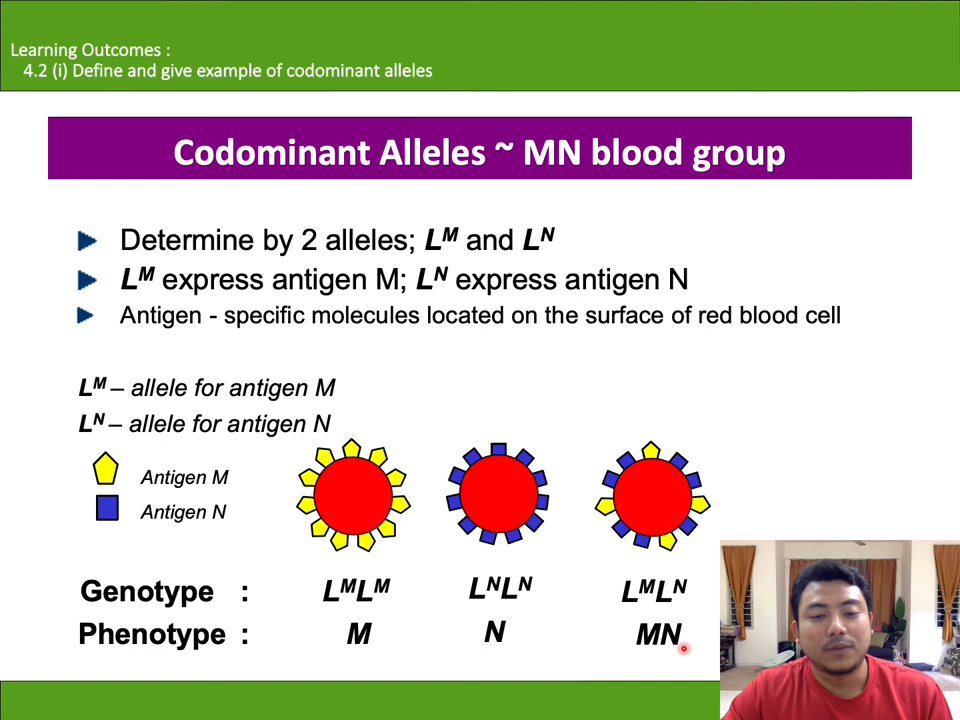 Learning Outcomes :
4.2 (i) Define and give example of codominant alleles
Codominant Alleles ~ MN blood group
Determine by 2 alleles; Lᴹ and Lᴺ
Lᴹ express antigen M; Lᴺ express antigen N
Antigen - specific molecules located on the surface of red blood cell
Lᴹ – allele for antigen M
Lᴺ – allele for antigen N
Antigen M
Antigen N
Genotype : LᴹLᴹ LᴺLᴺ LᴹLᴺ
Phenotype : M N MN